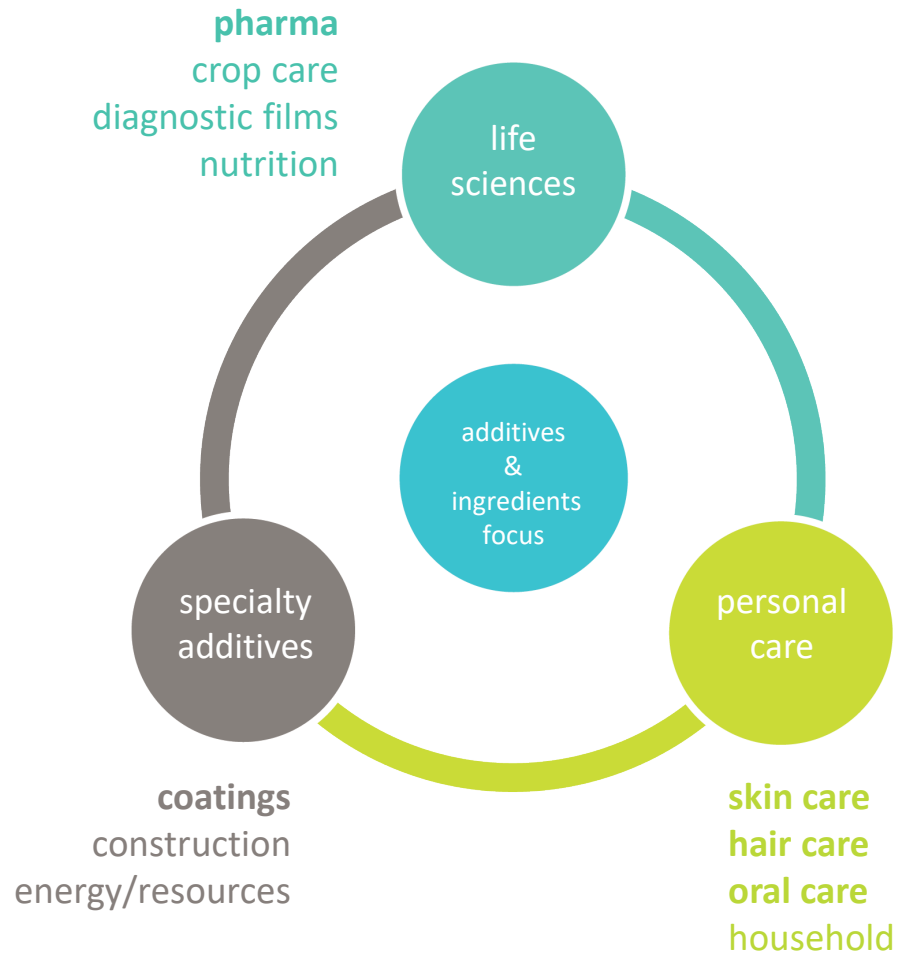 pharma
crop care
diagnostic films
nutrition
life
sciences
additives
&
ingredients
focus
specialty
additives
personal
care
coatings
construction
energy/resources
skin care
hair care
oral care
household